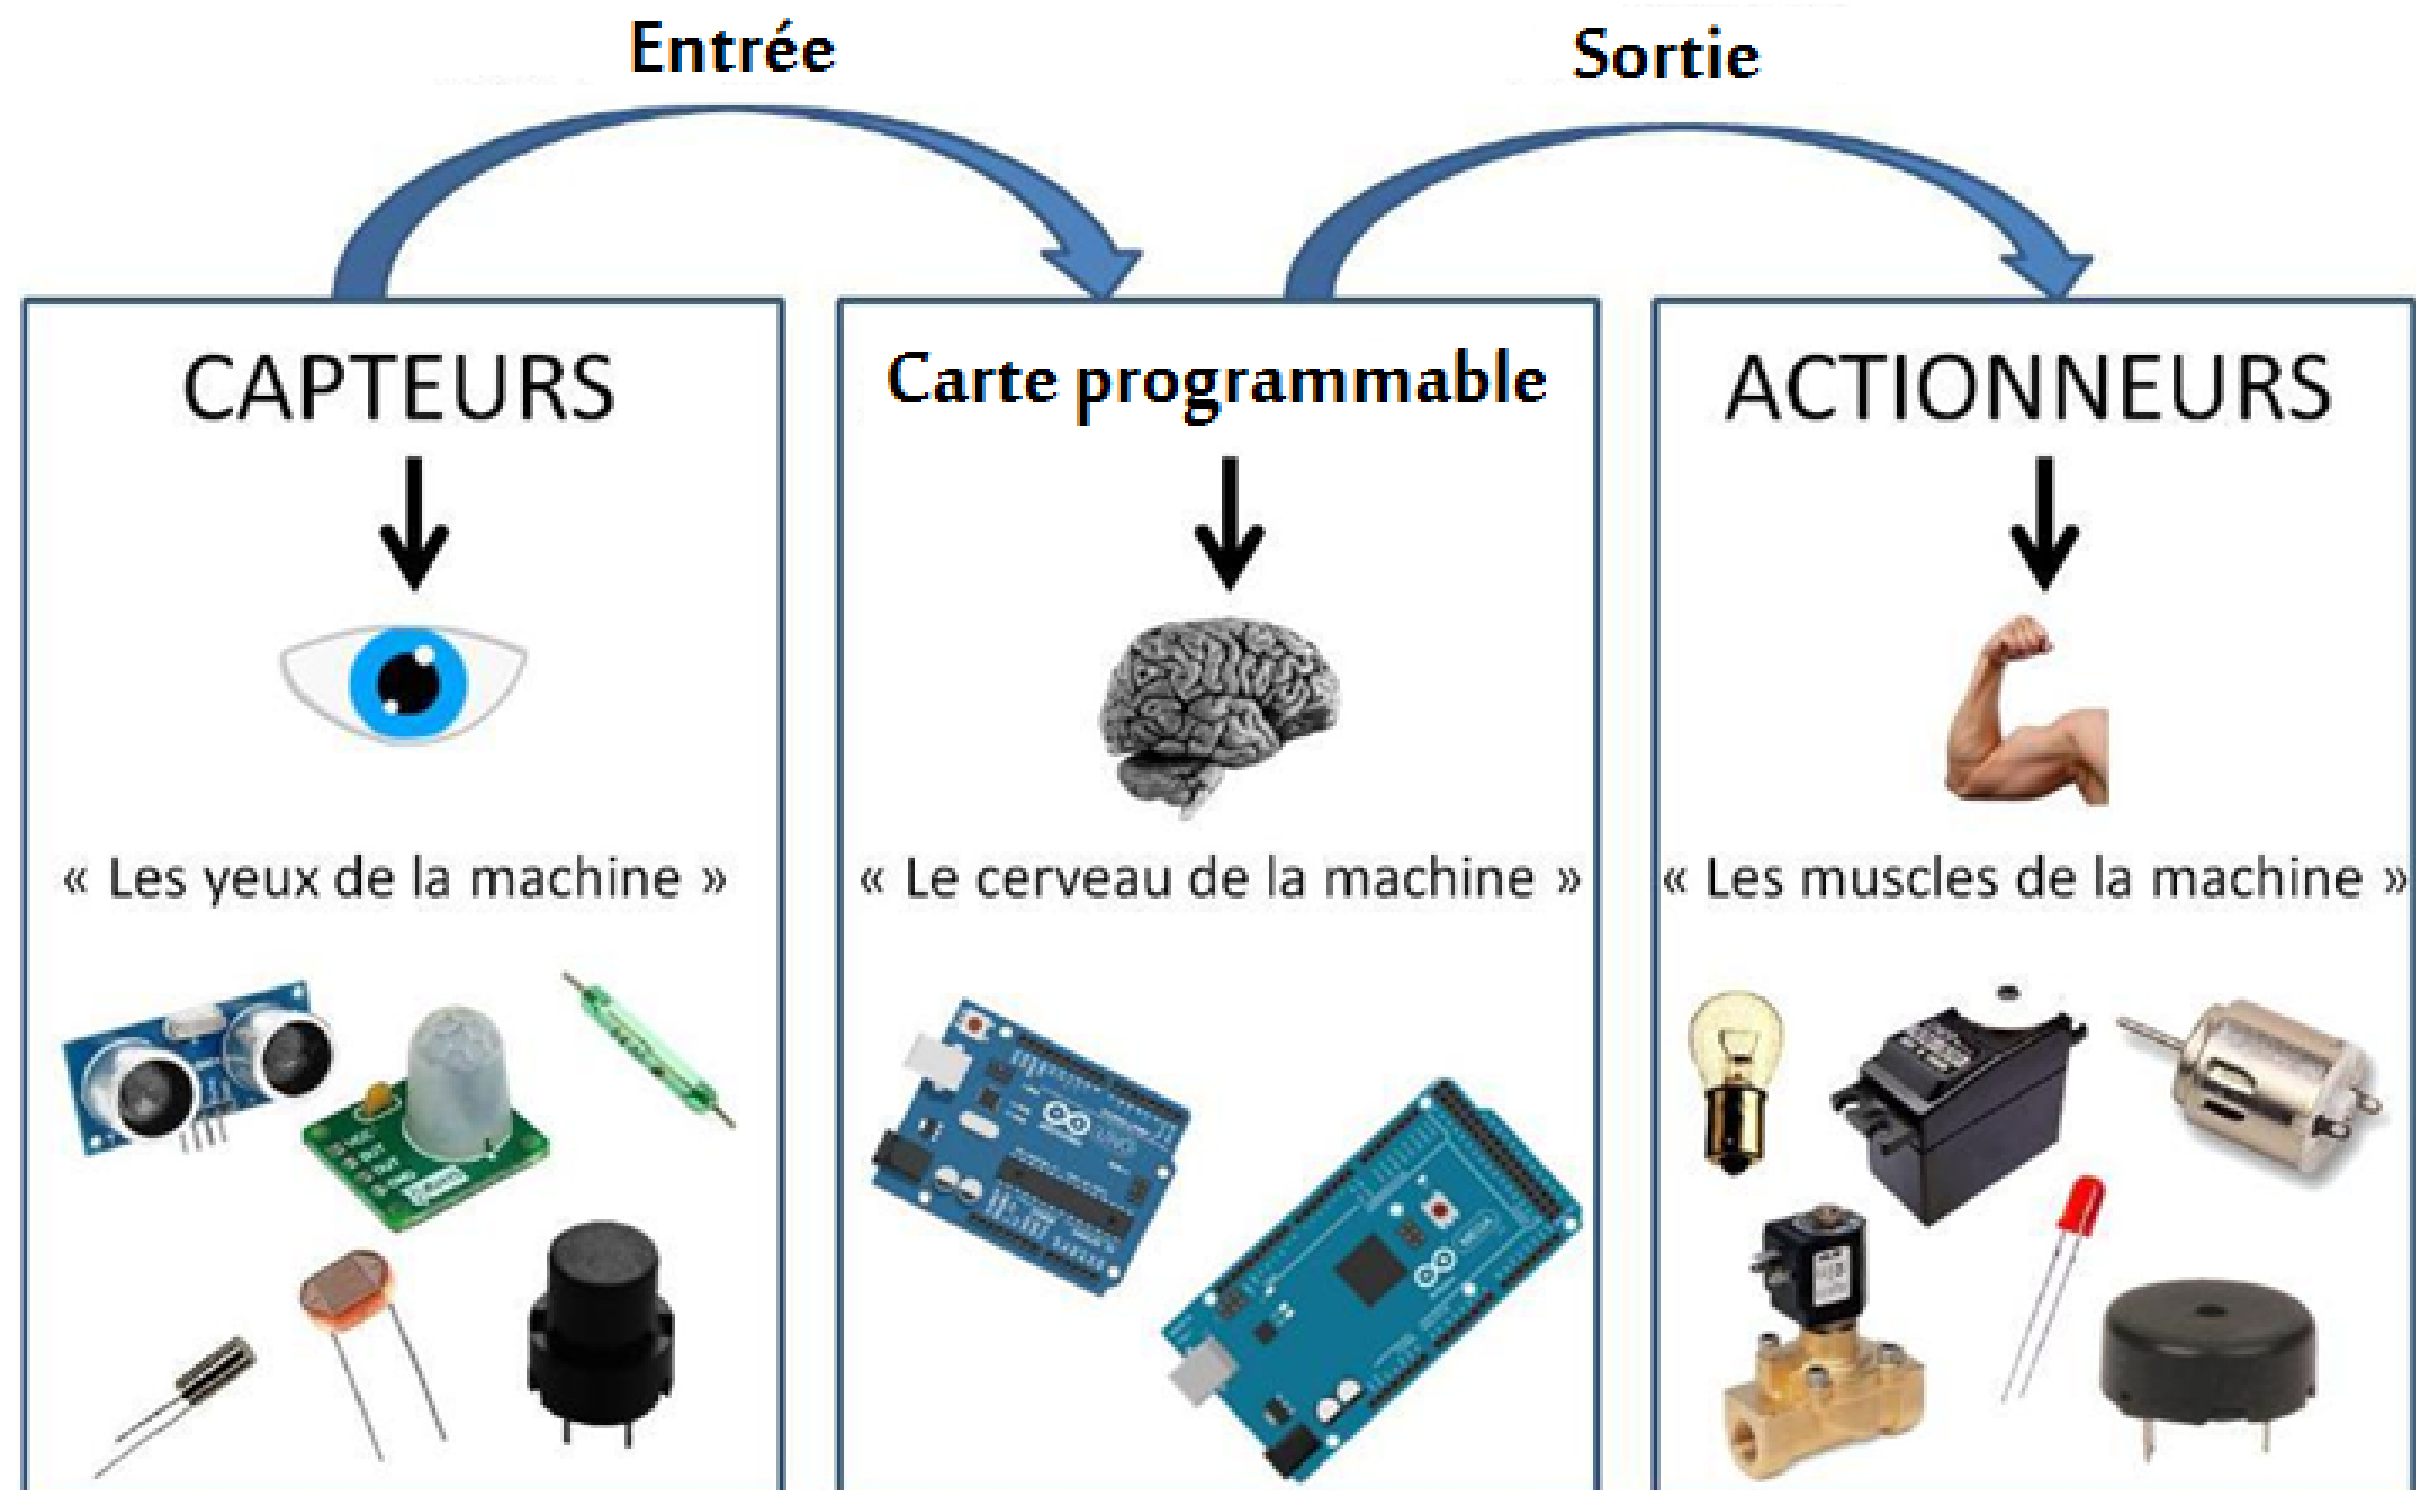 Entrée
Sortie
CAPTEURS
Carte programmable
ACTIONNEURS
« Les yeux de la machine »
« Le cerveau de la machine »
« Les muscles de la machine »